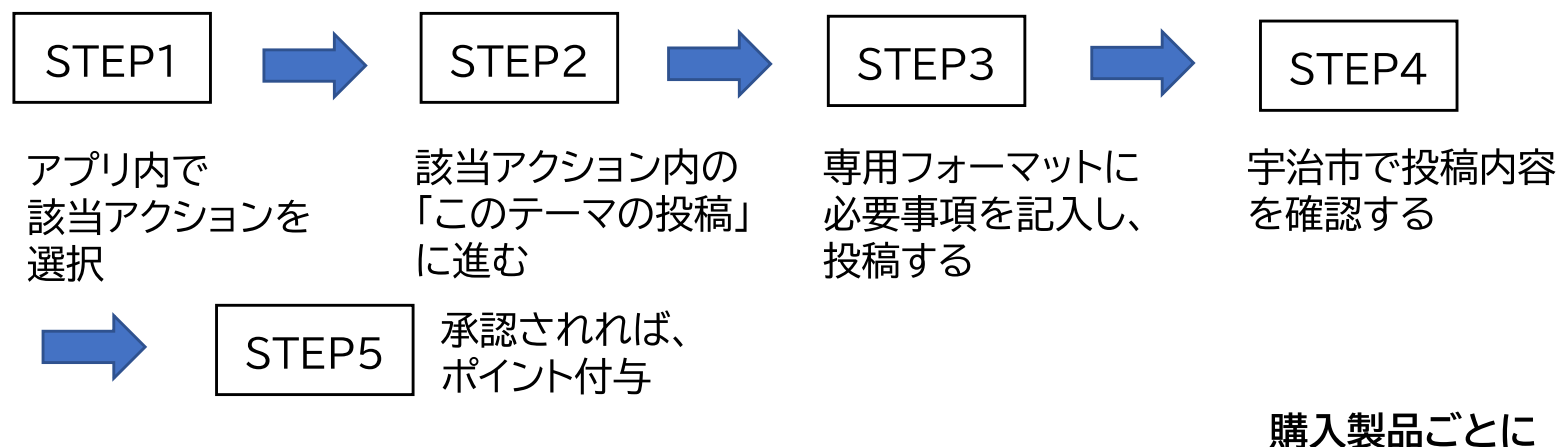 STEP1
アプリ内で
該当アクションを
選択
STEP2
該当アクション内の
「このテーマの投稿」
に進む
STEP3
専用フォーマットに
必要事項を記入し、
投稿する
STEP4
宇治市で投稿内容
を確認する
STEP5
承認されれば、
ポイント付与
購入製品ごとに